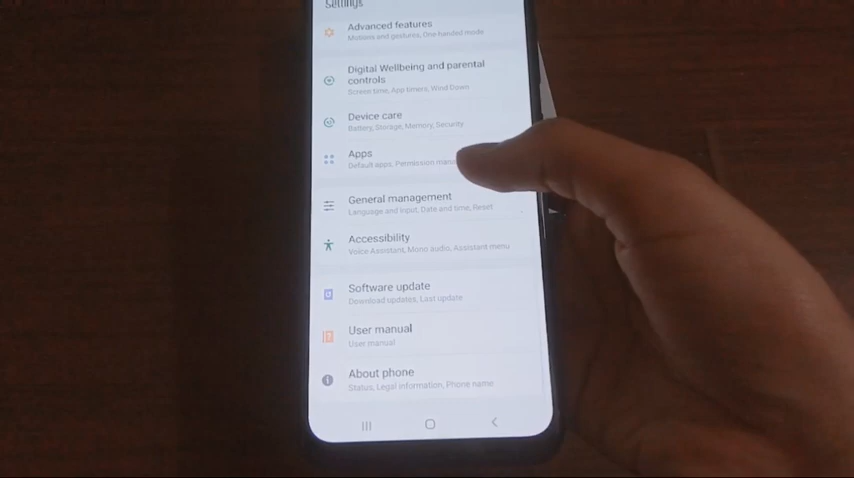 Settings
Advanced features
Motions and gestures, One-handed mode
Digital Wellbeing and parental
controls
Screen time, App timers, Wind Down
Device care
Battery, Storage, Memory, Security
Apps
Default apps, Permission
General management
Language and input, Date and time, Reset
Accessibility
Voice Assistant, Mono audio, Assistant menu
Software update
Download updates, Last update
User manual
User manual
About phone
Status, Legal information, Phone name